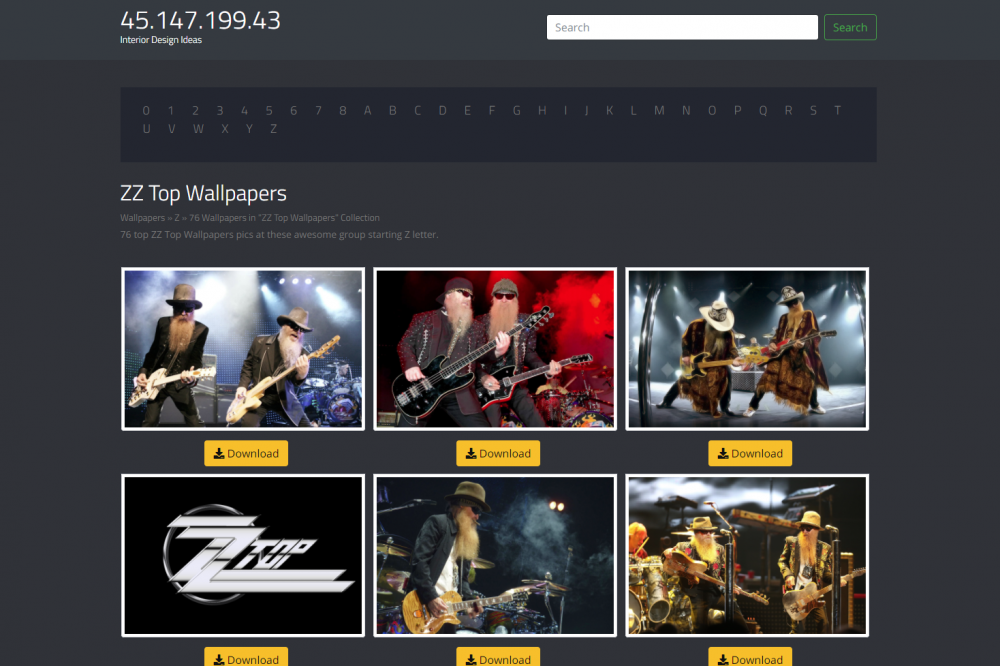 45.147.199.43
Interior Design Ideas
Search
Search
0 1 2 3 4 5 6 7 8 A B C D E F G H I J K L M N O P Q R S T
U V W X Y Z
ZZ Top Wallpapers
Wallpapers » Z » 76 Wallpapers in "ZZ Top Wallpapers" Collection
76 top ZZ Top Wallpapers pics at these awesome group starting Z letter.
Download
Download
Download
ZZ TOP
Download
Download
Download